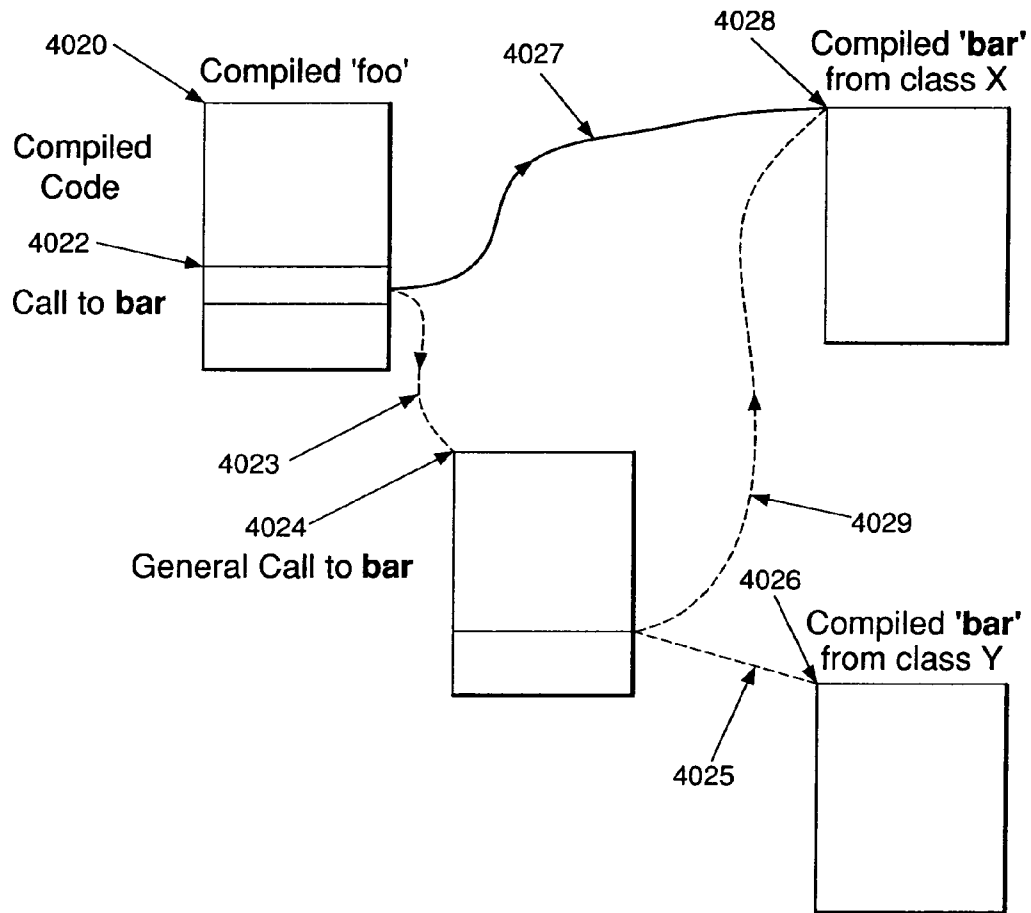 4020
Compiled 'foo'
4027
4028
Compiled 'bar'
from class X
Compiled
Code
4022
Call to bar
4023
4024
General Call to bar
4029
4026
Compiled 'bar'
from class Y
4025